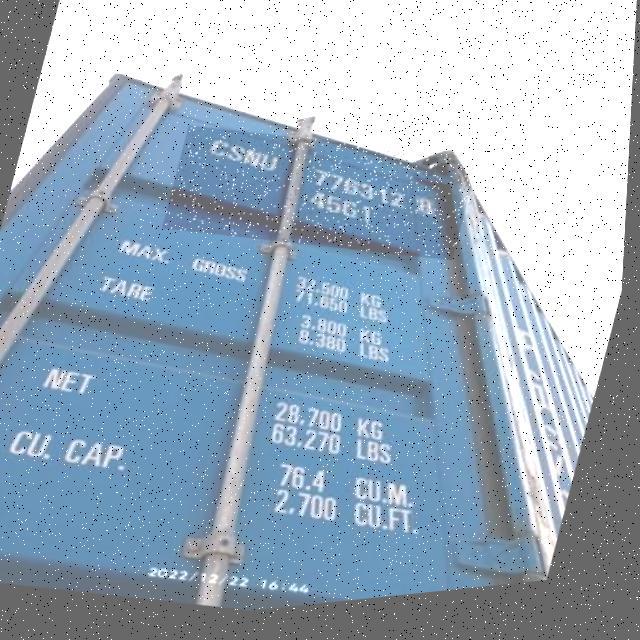 CSNU 776312 8
45G1
MAX. GROSS 32.500 KG
71.650 LBS
TARE 3.800 KG
8.380 LBS
NET 28.700 KG
63.270 LBS
CU. CAP. 76.4 CU.M.
2.700 CU.FT.
2022/12/22 16:44